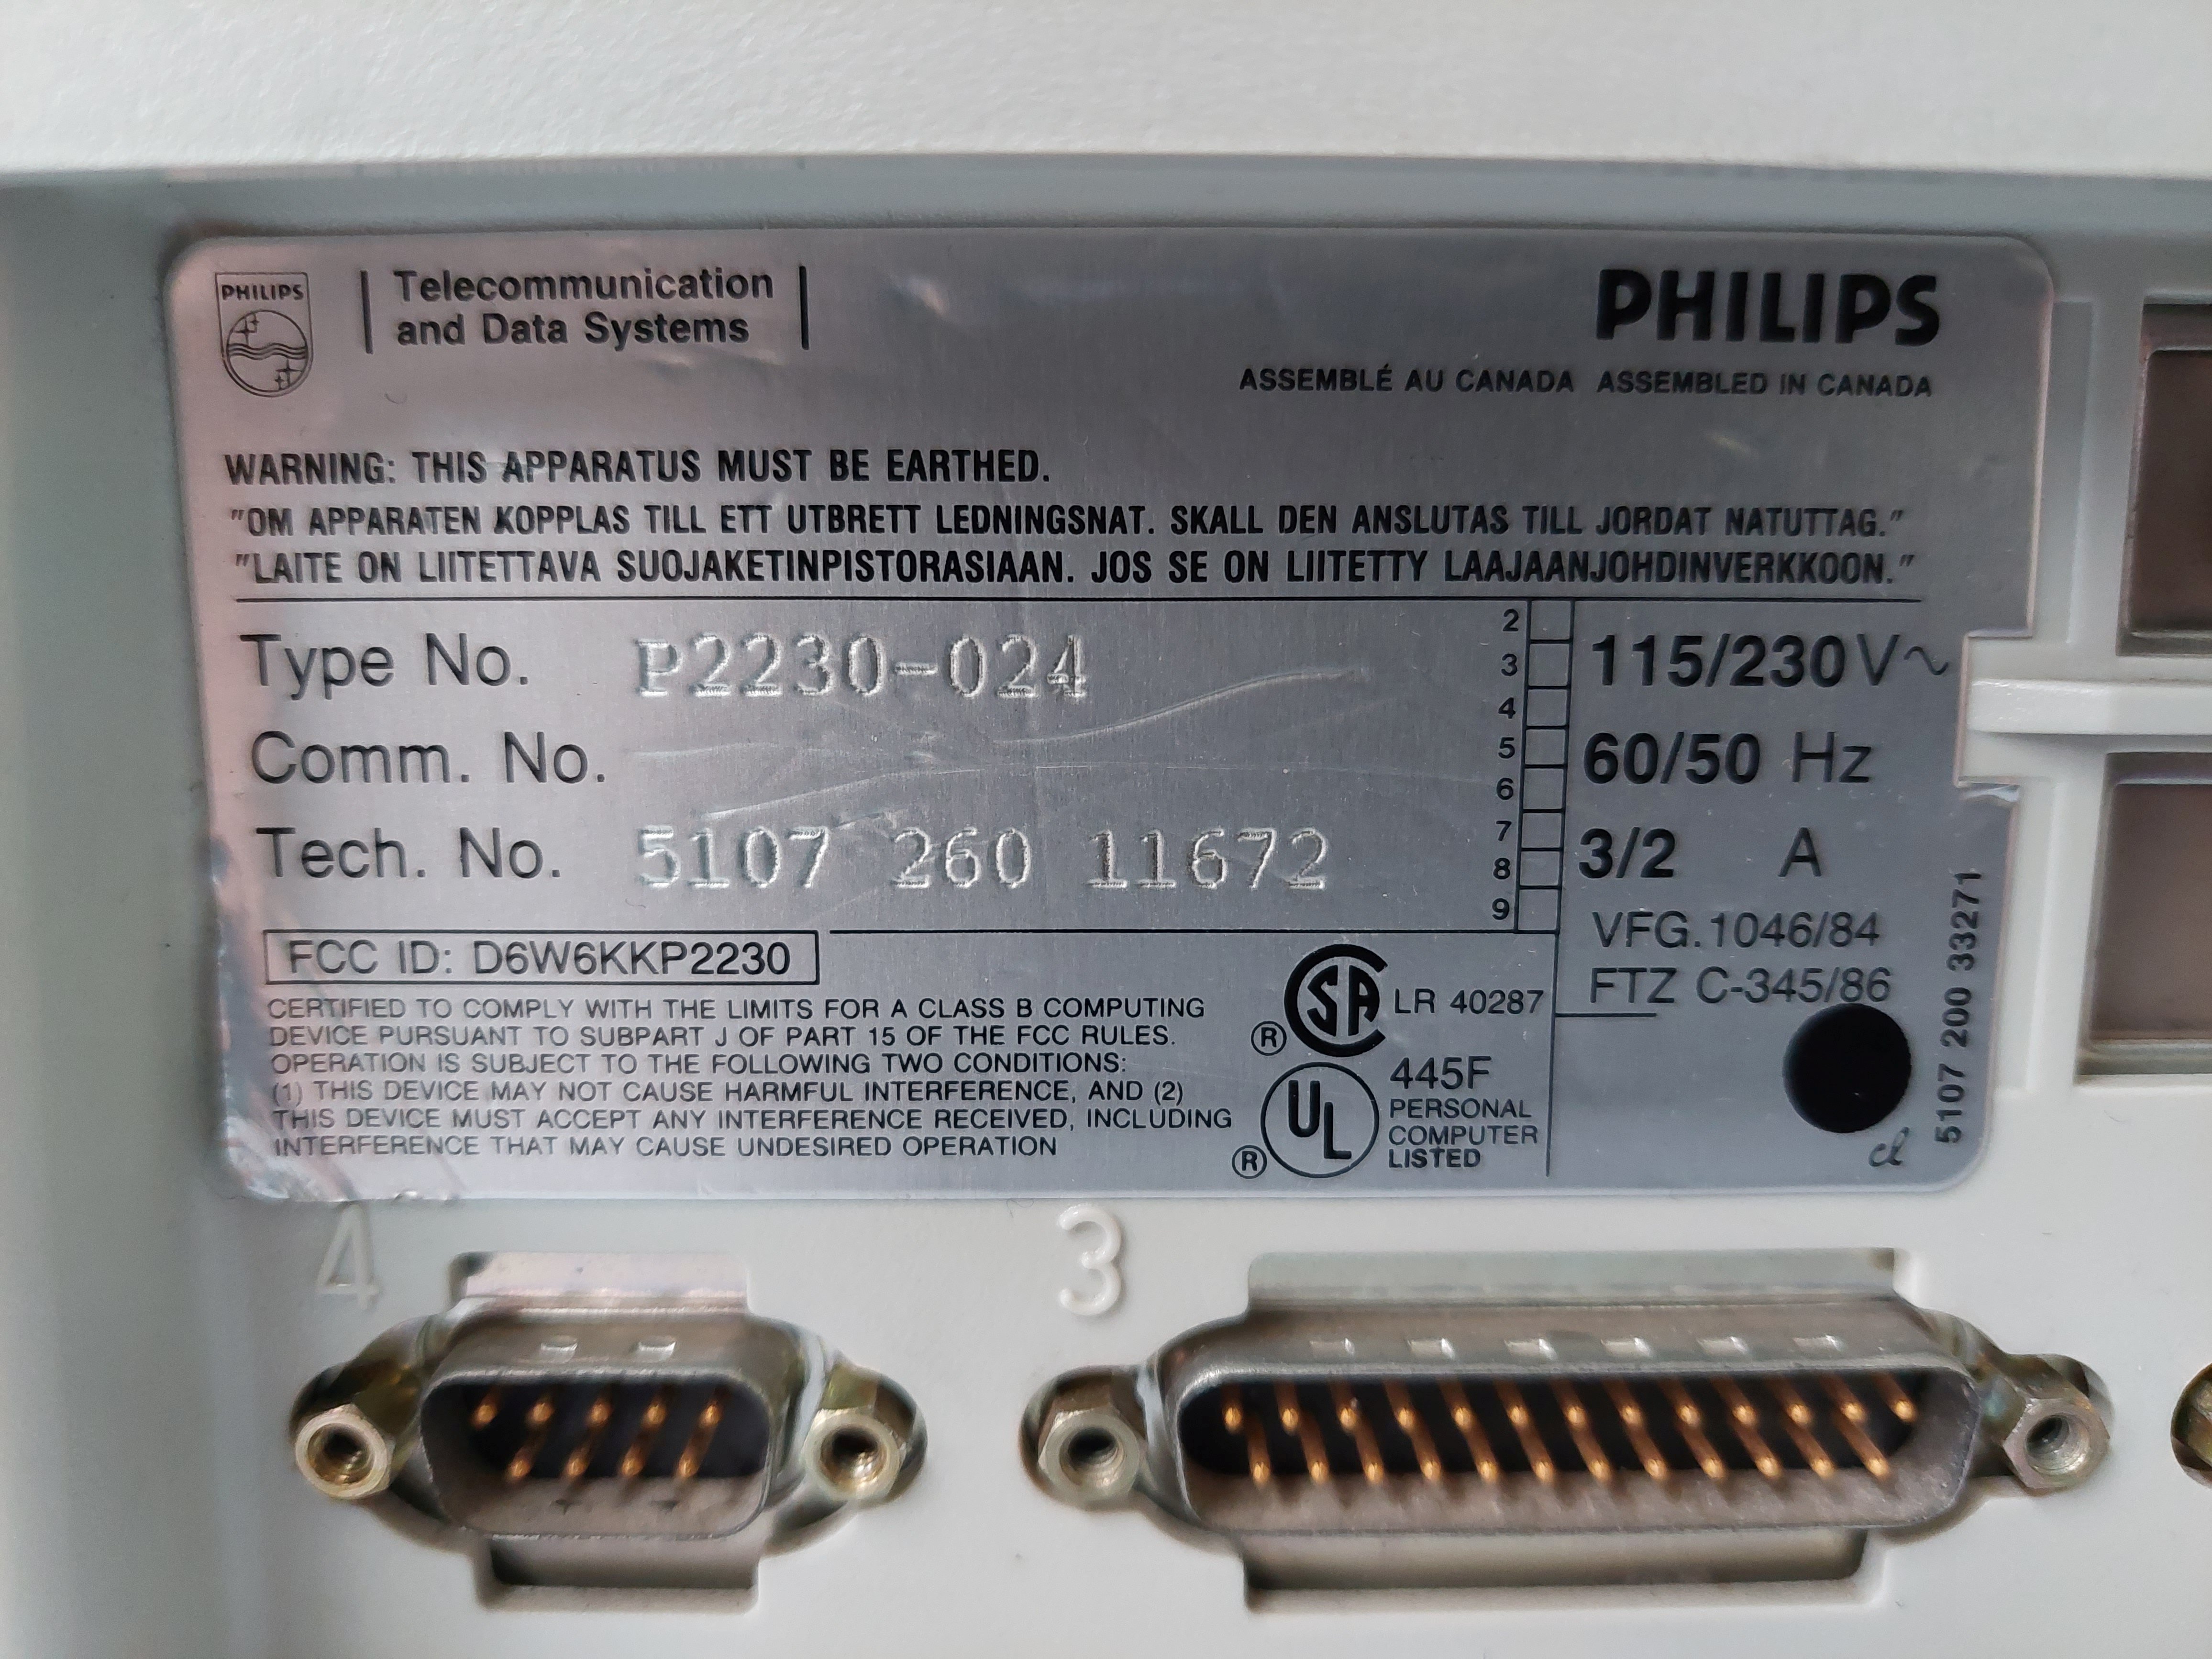 PHILIPS
Telecommunication
and Data Systems
PHILIPS
ASSEMBLÉ AU CANADA ASSEMBLED IN CANADA
WARNING: THIS APPARATUS MUST BE EARTHED.
"OM APPARATEN KOPPLAS TILL ETT UTBRETT LEDNINGSNAT. SKALL DEN ANSLUTAS TILL JORDAT NATUTTAG."
"LAITE ON LIITETTAVA SUOJAKETINPISTORASIAAN. JOS SE ON LIITETTY LAAJAANJOHDINVERKKOON."
Type No. P2230-024
Comm. No.
Tech. No. 5107 260 11672
2
3
4
5
6
7
8
9
115/230V~
60/50 Hz
3/2 A
VFG.1046/84
FTZ C-345/86
5107 200 33271
cl
FCC ID: D6W6KKP2230
CERTIFIED TO COMPLY WITH THE LIMITS FOR A CLASS B COMPUTING
DEVICE PURSUANT TO SUBPART J OF PART 15 OF THE FCC RULES.
OPERATION IS SUBJECT TO THE FOLLOWING TWO CONDITIONS:
(1) THIS DEVICE MAY NOT CAUSE HARMFUL INTERFERENCE, AND (2)
THIS DEVICE MUST ACCEPT ANY INTERFERENCE RECEIVED, INCLUDING
INTERFERENCE THAT MAY CAUSE UNDESIRED OPERATION
® SA LR 40287
® UL 445F
PERSONAL
COMPUTER
LISTED
4
3